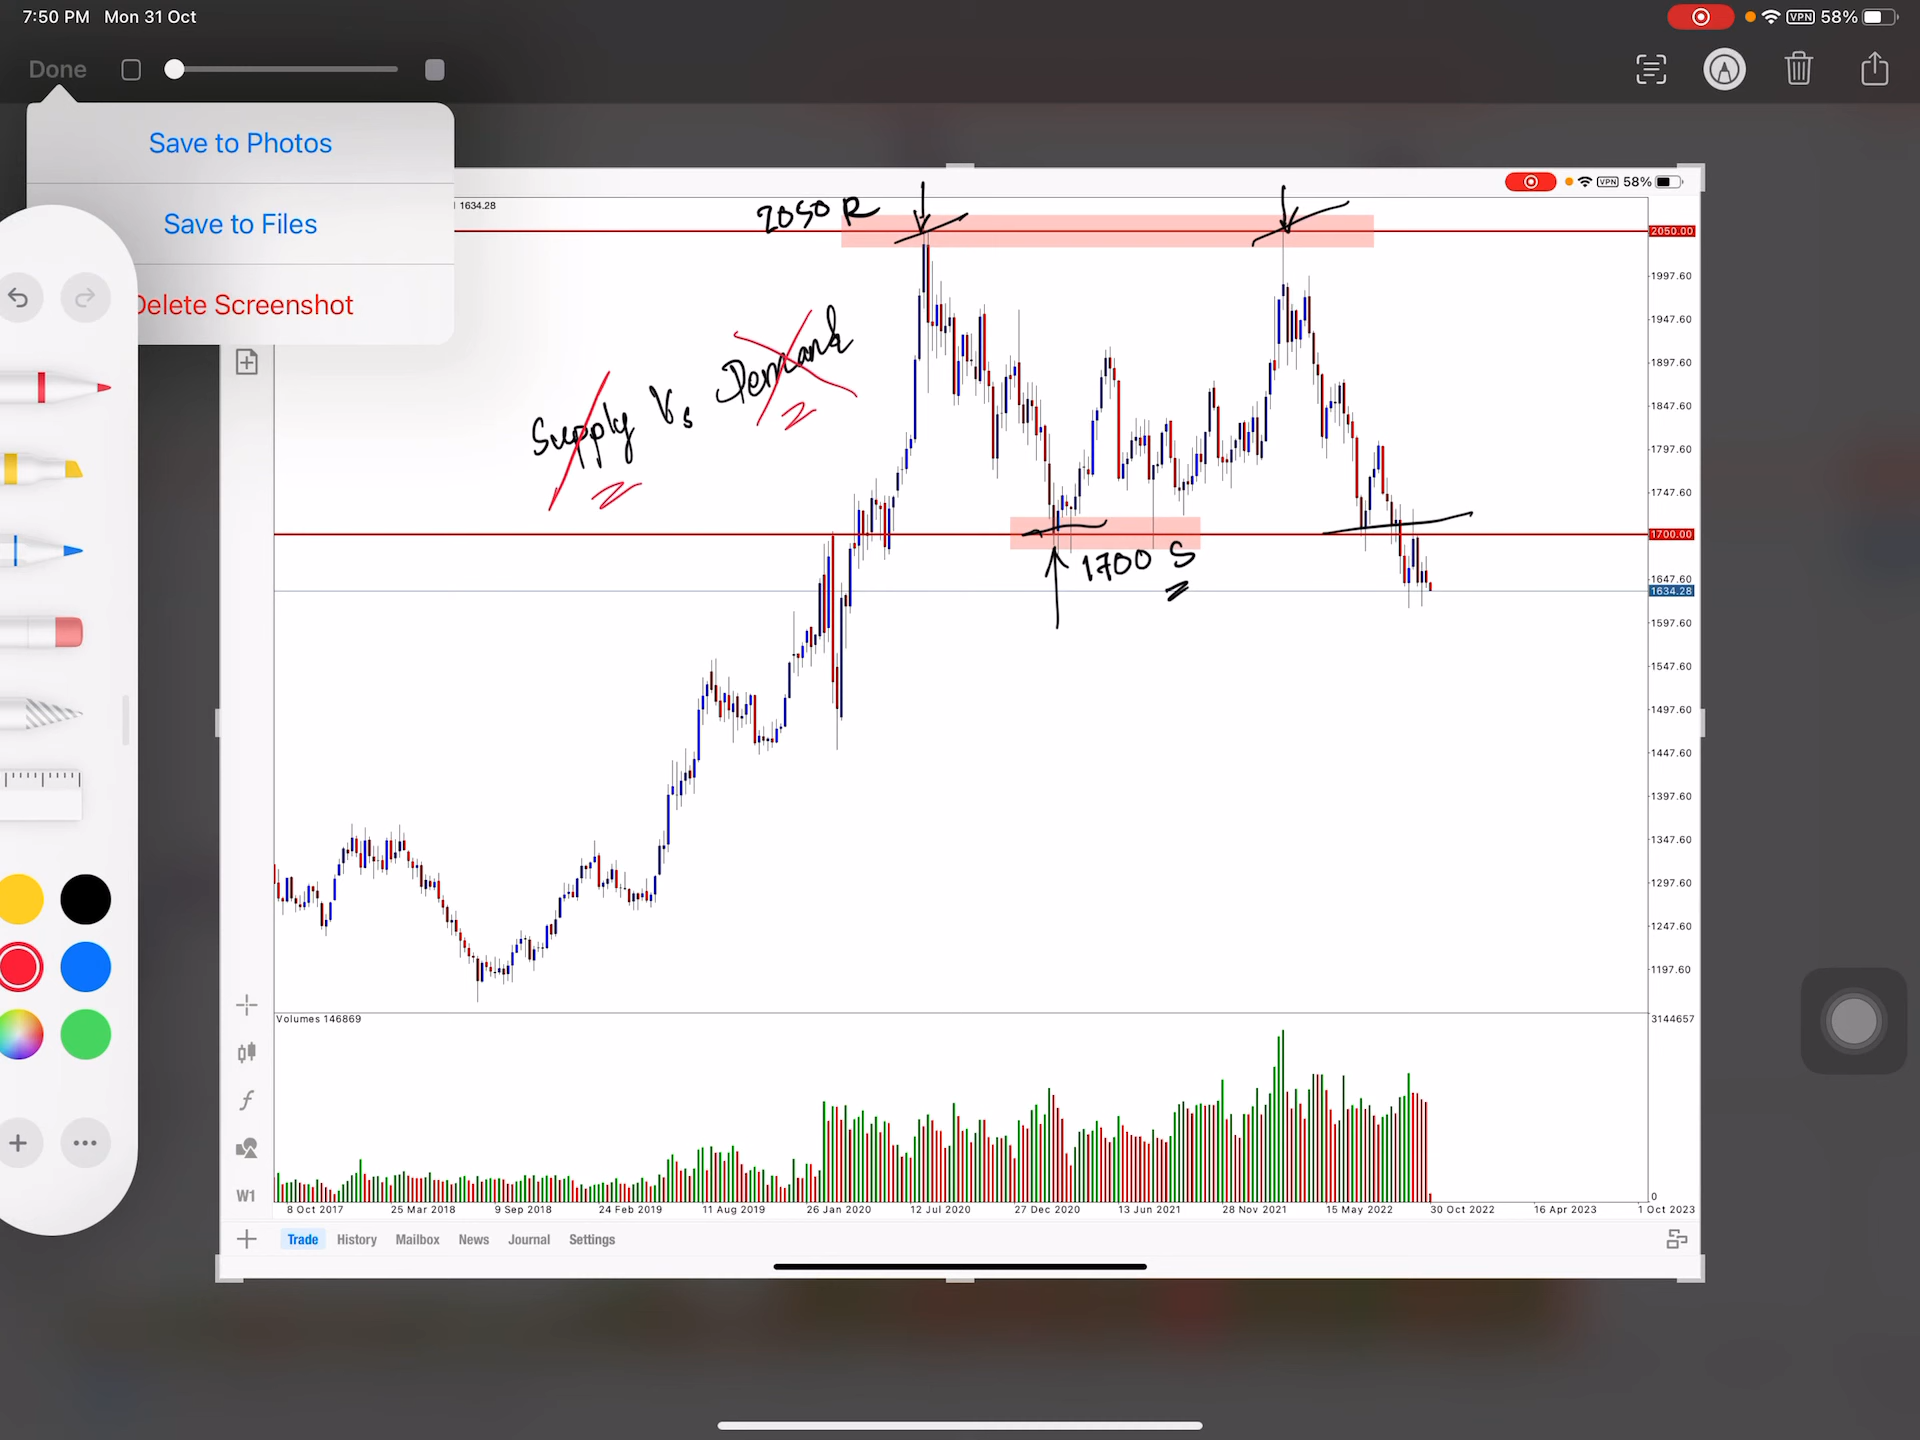 7:50 PM Mon 31 Oct
VPN 58%
Done
Save to Photos
Save to Files
Delete Screenshot
VPN 58%
1634.28
2050 R
2050.00
1997.60
1947.60
1897.60
1847.60
1797.60
1747.60
1700.00
1647.60
1634.28
1597.60
1547.60
1497.60
1447.60
1397.60
1347.60
1297.60
1247.60
1197.60
Supply Vs Demand
1700 S
Volumes 146869
3144657
0
W1
8 Oct 2017 25 Mar 2018 9 Sep 2018 24 Feb 2019 11 Aug 2019 26 Jan 2020 12 Jul 2020 27 Dec 2020 13 Jun 2021 28 Nov 2021 15 May 2022 30 Oct 2022 16 Apr 2023 1 Oct 2023
Trade History Mailbox News Journal Settings